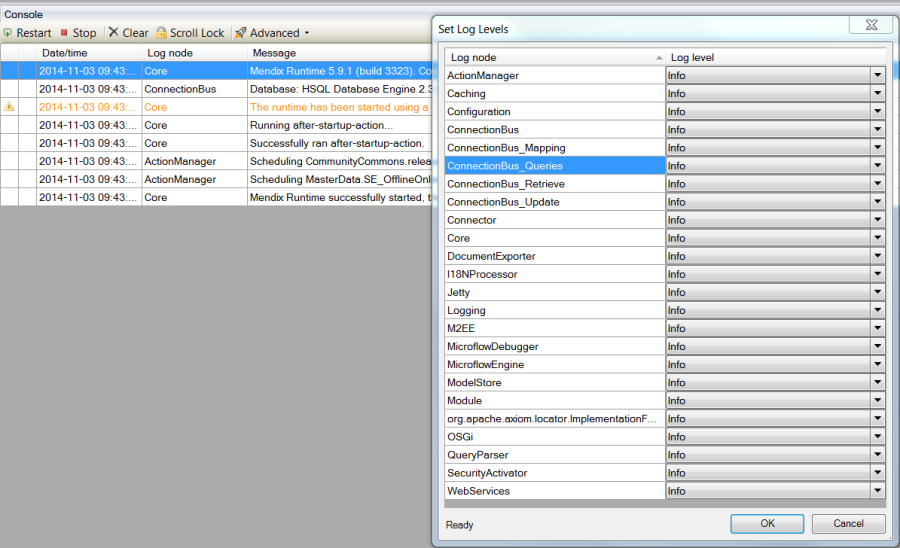 Console
Restart Stop Clear Scroll Lock Advanced
Date/time Log node Message
2014-11-03 09:43:... Core Mendix Runtime 5.9.1 (build 3323). Co
2014-11-03 09:43:... ConnectionBus Database: HSQL Database Engine 2.3
2014-11-03 09:43:... Core The runtime has been started using a
2014-11-03 09:43:... Core Running after-startup-action...
2014-11-03 09:43:... Core Successfully ran after-startup-action.
2014-11-03 09:43:... ActionManager Scheduling CommunityCommons.relea
2014-11-03 09:43:... ActionManager Scheduling MasterData.SE_OfflineOnl
2014-11-03 09:43:... Core Mendix Runtime successfully started, t
Set Log Levels
Log node Log level
ActionManager Info
Caching Info
Configuration Info
ConnectionBus Info
ConnectionBus_Mapping Info
ConnectionBus_Queries Info
ConnectionBus_Retrieve Info
ConnectionBus_Update Info
Connector Info
Core Info
DocumentExporter Info
I18NProcessor Info
Jetty Info
Logging Info
M2EE Info
MicroflowDebugger Info
MicroflowEngine Info
ModelStore Info
Module Info
org.apache.axiom.locator.ImplementationF... Info
OSGi Info
QueryParser Info
SecurityActivator Info
WebServices Info
Ready OK Cancel